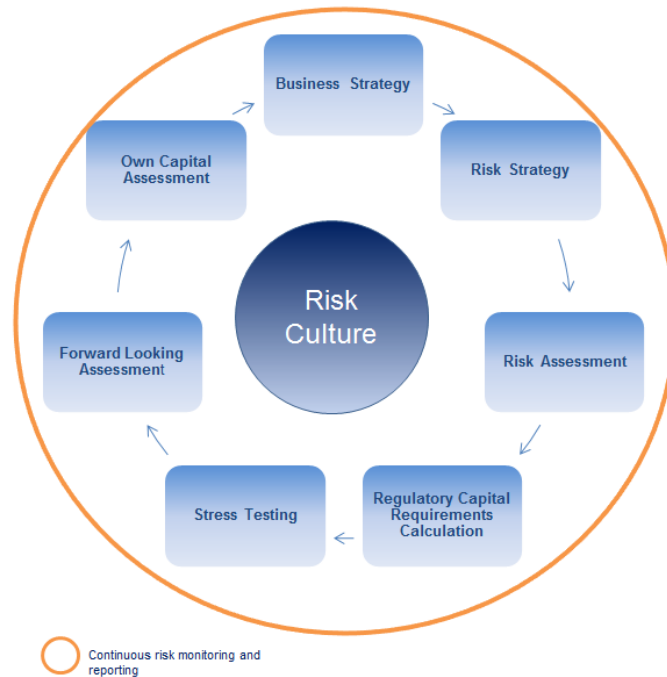 Business Strategy
Risk Strategy
Risk Assessment
Regulatory Capital
Requirements
Calculation
Stress Testing
Forward Looking
Assessment
Own Capital
Assessment
Risk
Culture
Continuous risk monitoring and
reporting